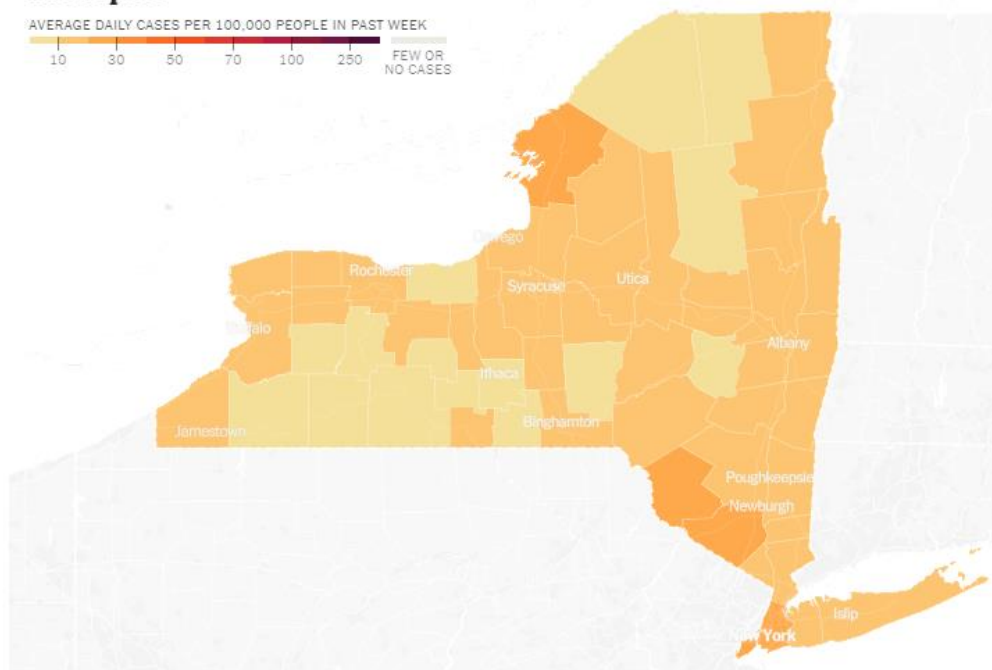 AVERAGE DAILY CASES PER 100,000 PEOPLE IN PAST WEEK
10 30 50 70 100 250 FEW OR
NO CASES
Oswego
Rochester
Syracuse
Utica
Buffalo
Albany
Ithaca
Jamestown
Binghamton
Poughkeepsie
Newburgh
Islip
New York